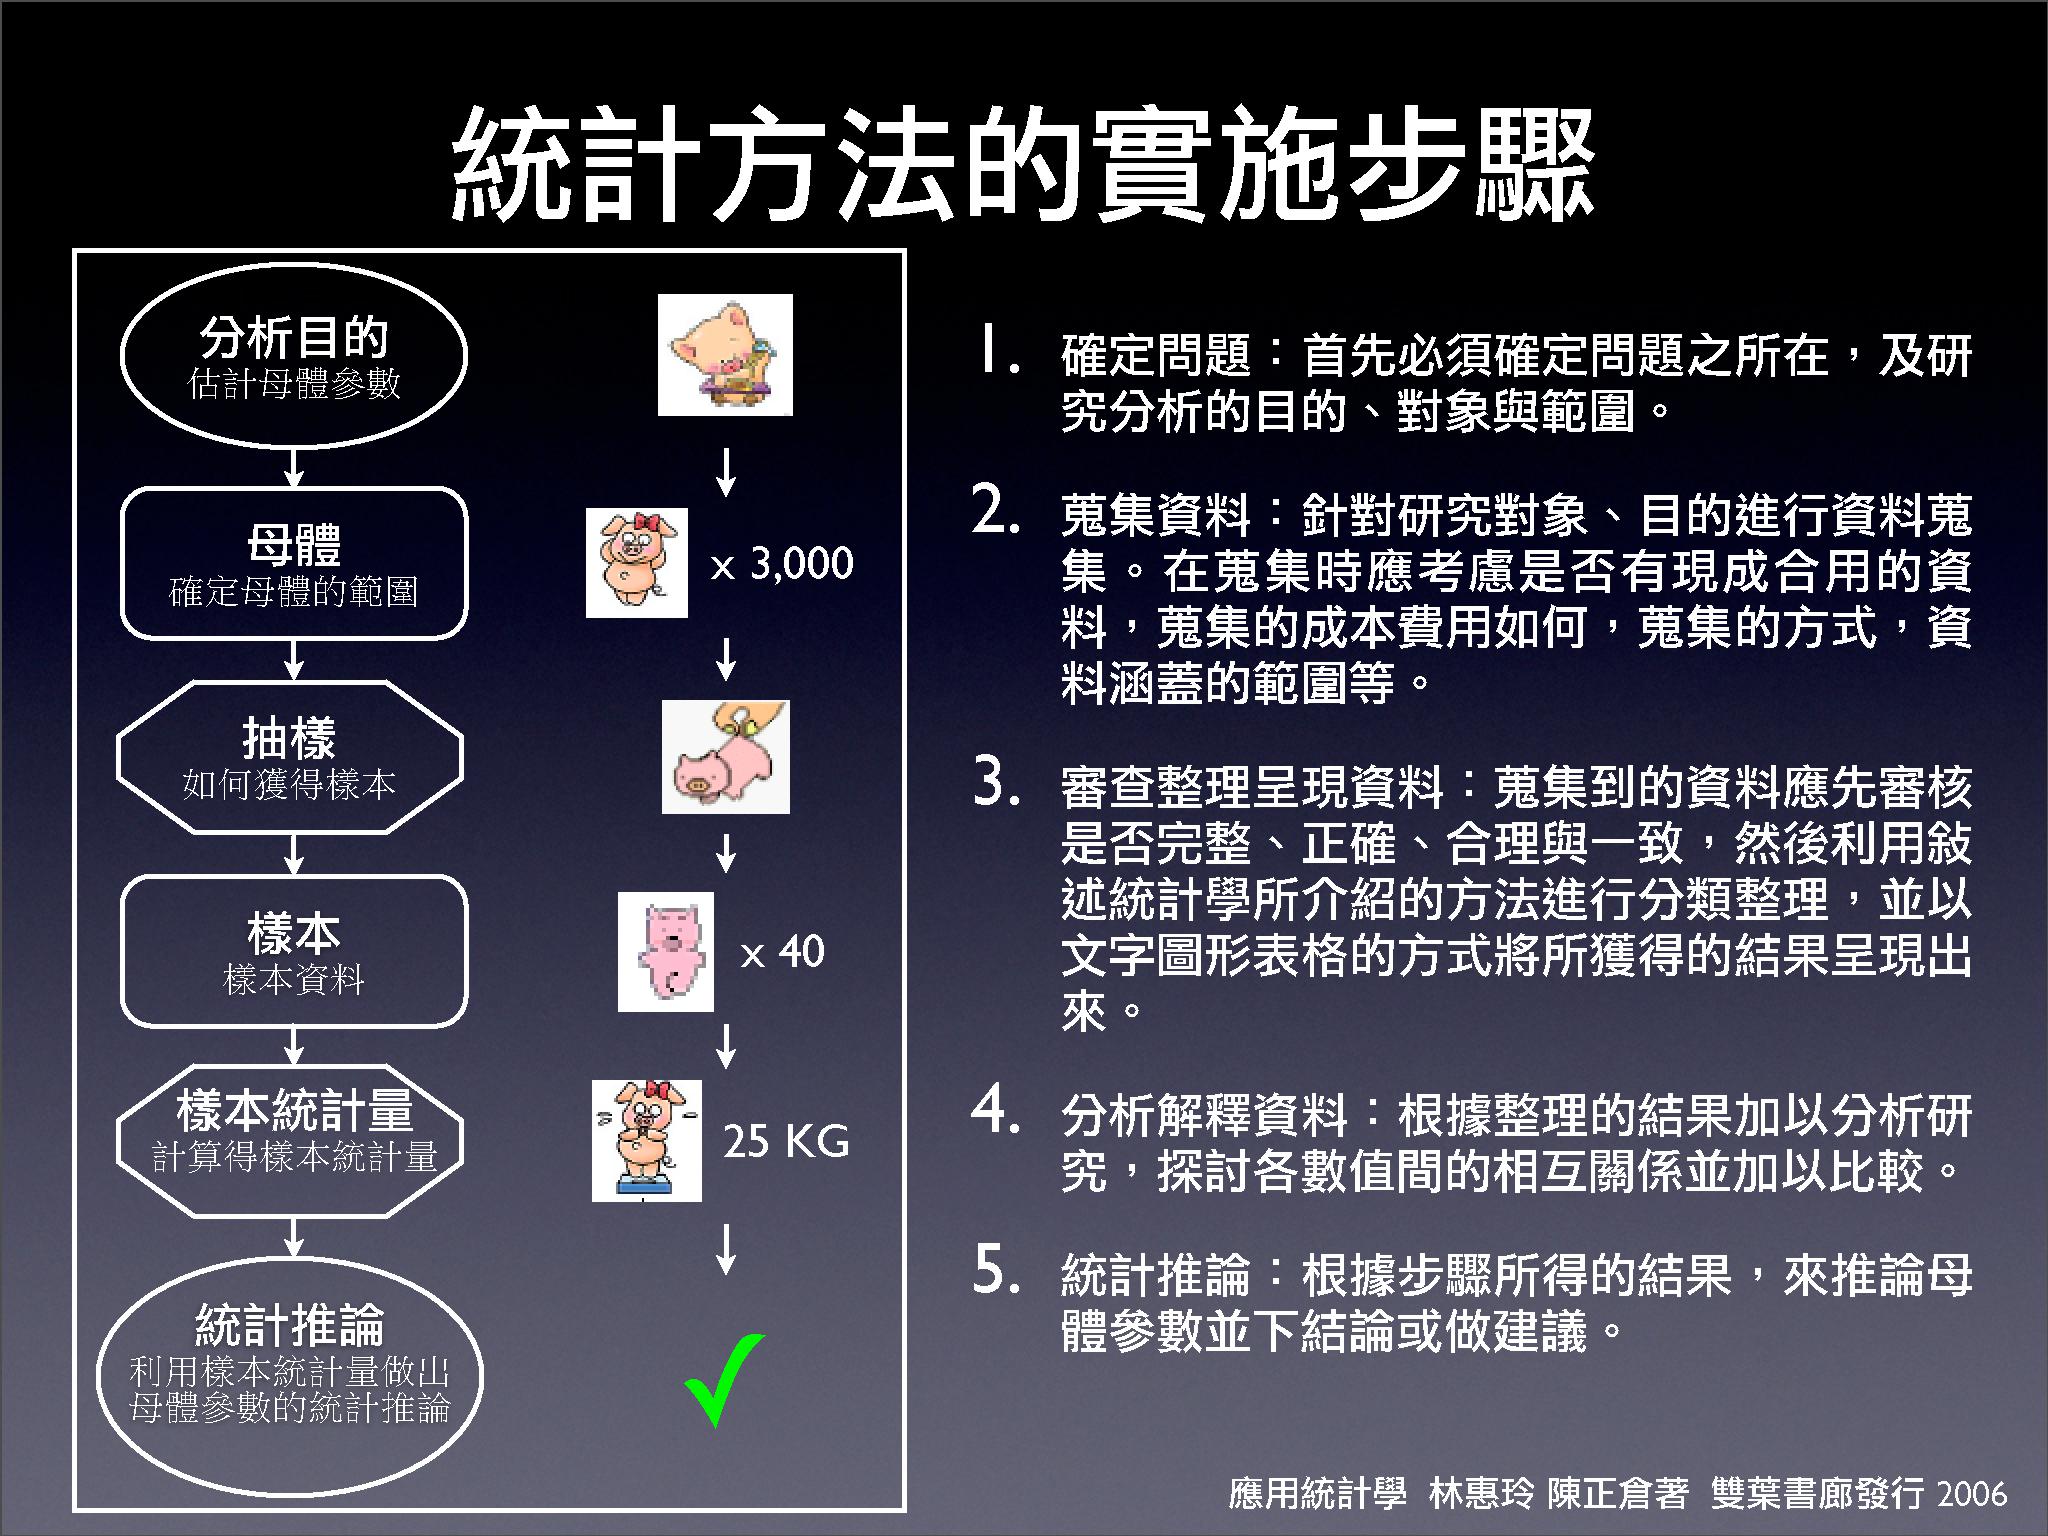 統計方法的實施步驟
分析目的
估計母體參數
母體
確定母體的範圍
x 3,000
抽樣
如何獲得樣本
樣本
樣本資料
x 40
樣本統計量
計算得樣本統計量
25 KG
統計推論
利用樣本統計量做出
母體參數的統計推論
1. 確定問題：首先必須確定問題之所在，及研
究分析的目的、對象與範圍。
2. 蒐集資料：針對研究對象、目的進行資料蒐
集。在蒐集時應考慮是否有現成合用的資
料，蒐集的成本費用如何，蒐集的方式，資
料涵蓋的範圍等。
3. 審查整理呈現資料：蒐集到的資料應先審核
是否完整、正確、合理與一致，然後利用敍
述統計學所介紹的方法進行分類整理，並以
文字圖形表格的方式將所獲得的結果呈現出
來。
4. 分析解釋資料：根據整理的結果加以分析研
究，探討各數值間的相互關係並加以比較。
5. 統計推論：根據步驟所得的結果，來推論母
體參數並下結論或做建議。
應用統計學 林惠玲 陳正倉著 雙葉書廊發行 2006